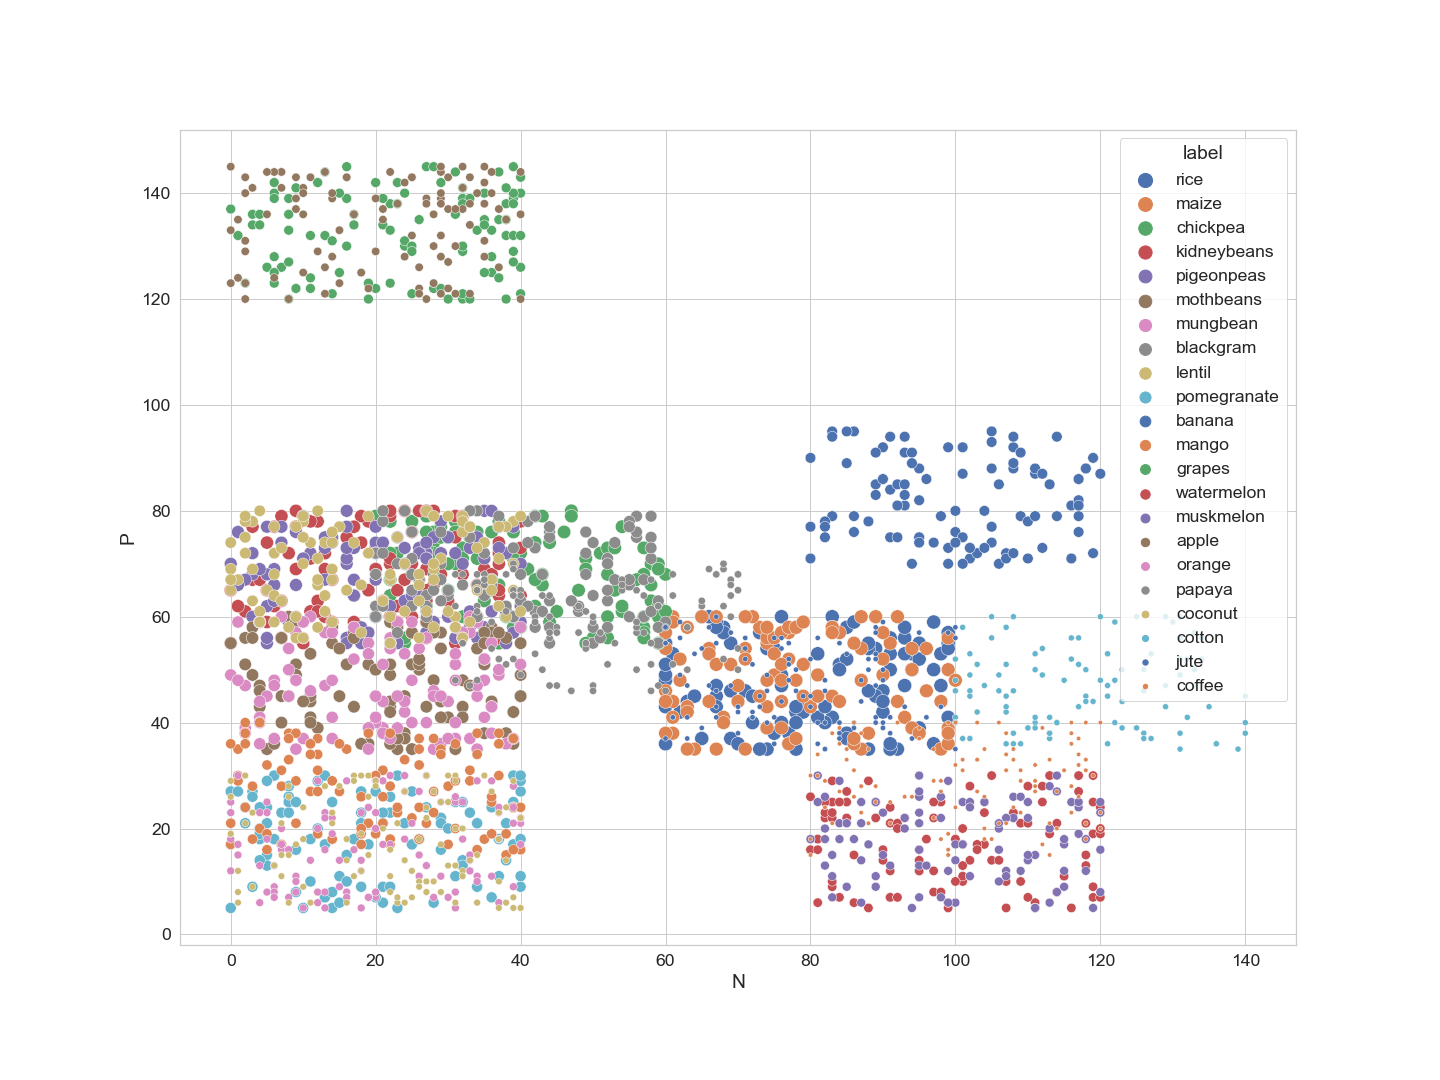 label
rice
maize
chickpea
kidneybeans
pigeonpeas
mothbeans
mungbean
blackgram
lentil
pomegranate
banana
mango
grapes
watermelon
muskmelon
apple
orange
papaya
coconut
cotton
jute
coffee
140
120
100
80
60
40
20
0
P
0 20 40 60 80 100 120 140
N